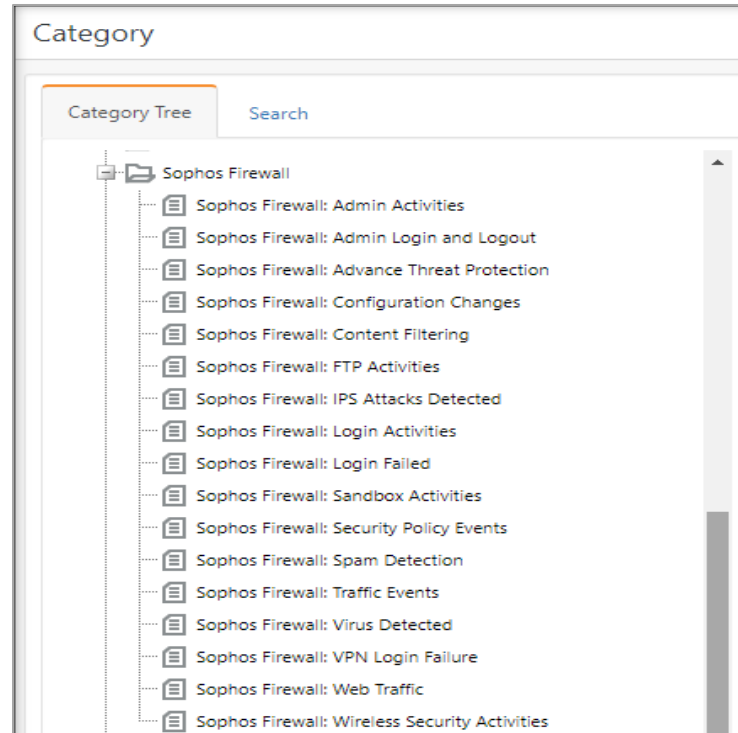 Category
Category Tree
Search
Sophos Firewall
Sophos Firewall: Admin Activities
Sophos Firewall: Admin Login and Logout
Sophos Firewall: Advance Threat Protection
Sophos Firewall: Configuration Changes
Sophos Firewall: Content Filtering
Sophos Firewall: FTP Activities
Sophos Firewall: IPS Attacks Detected
Sophos Firewall: Login Activities
Sophos Firewall: Login Failed
Sophos Firewall: Sandbox Activities
Sophos Firewall: Security Policy Events
Sophos Firewall: Spam Detection
Sophos Firewall: Traffic Events
Sophos Firewall: Virus Detected
Sophos Firewall: VPN Login Failure
Sophos Firewall: Web Traffic
Sophos Firewall: Wireless Security Activities